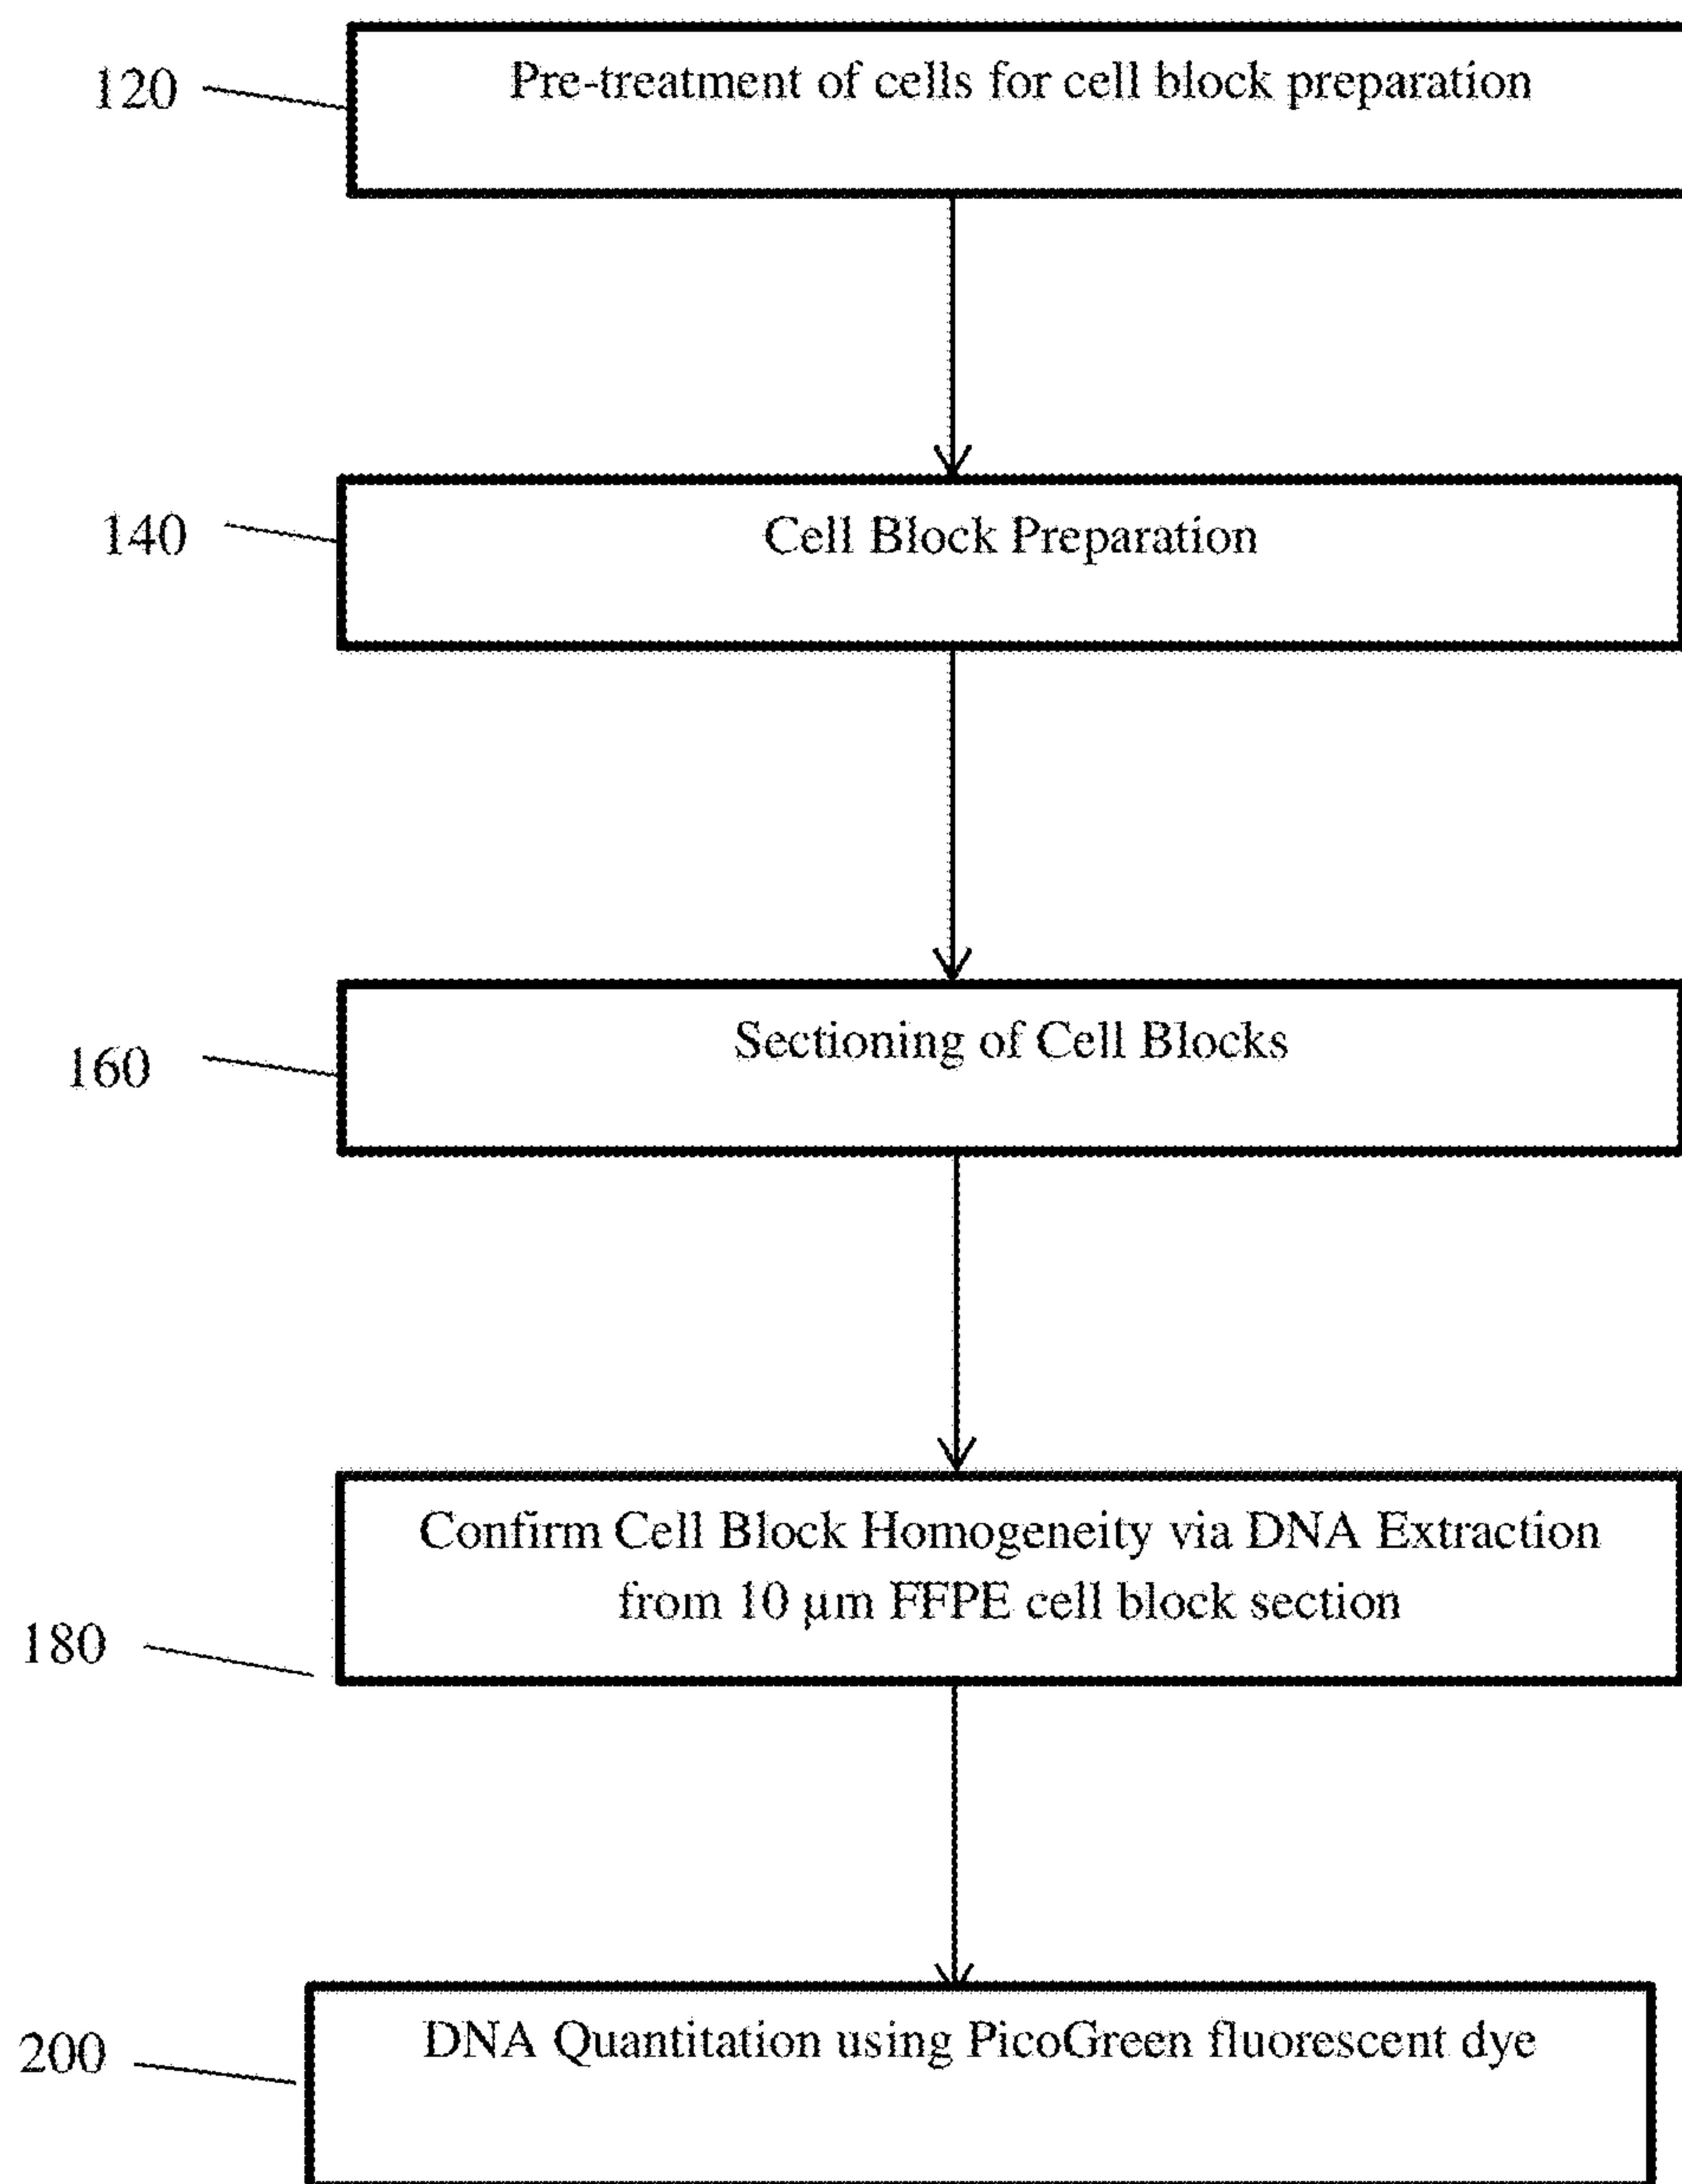 120
Pre-treatment of cells for cell block preparation
140
Cell Block Preparation
160
Sectioning of Cell Blocks
Confirm Cell Block Homogeneity via DNA Extraction
from 10 μm FFPE cell block section
180
DNA Quantitation using PicoGreen fluorescent dye
200